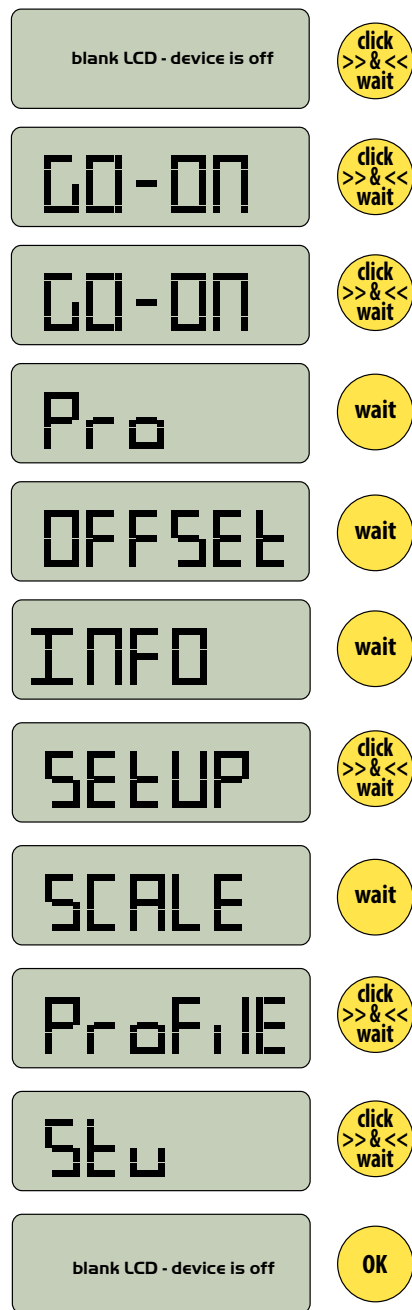 blank LCD - device is off
click
>> & <<
wait
GO-ON
click
>> & <<
wait
GO-ON
click
>> & <<
wait
Pro
wait
OFFSEt
wait
INFO
wait
SEtUP
click
>> & <<
wait
SCALE
wait
ProFilE
click
>> & <<
wait
Stu
click
>> & <<
wait
blank LCD - device is off
OK